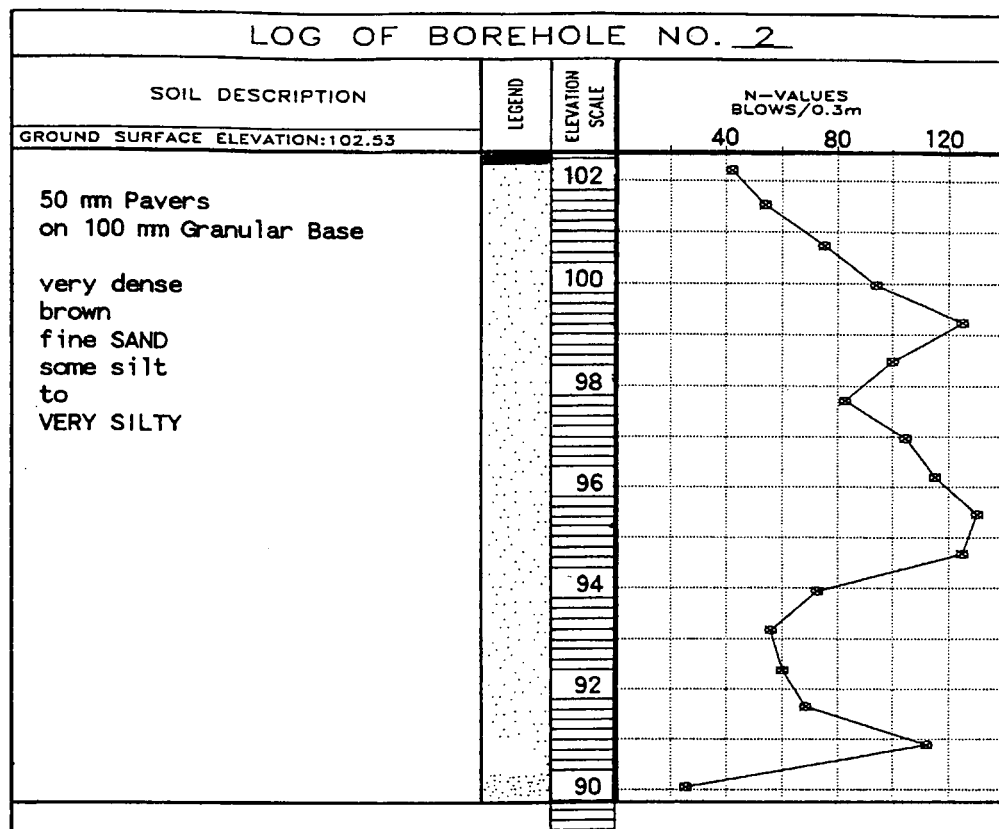 LOG OF BOREHOLE NO. 2
SOIL DESCRIPTION
LEGEND
ELEVATION
SCALE
N-VALUES
BLOWS/0.3m
GROUND SURFACE ELEVATION:102.53
40 80 120
50 mm Pavers
on 100 mm Granular Base
very dense
brown
fine SAND
some silt
to
VERY SILTY
102
100
98
96
94
92
90